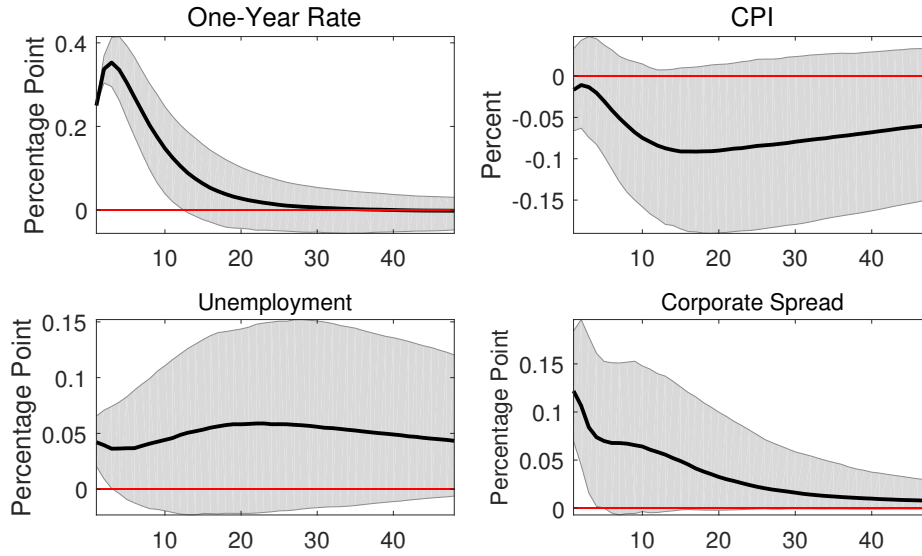 One-Year Rate
Percentage Point
0.4
0.2
0
10 20 30 40
CPI
Percent
0
-0.05
-0.1
-0.15
10 20 30 40
Unemployment
Percentage Point
0.15
0.1
0.05
0
10 20 30 40
Corporate Spread
Percentage Point
0.15
0.1
0.05
0
10 20 30 40